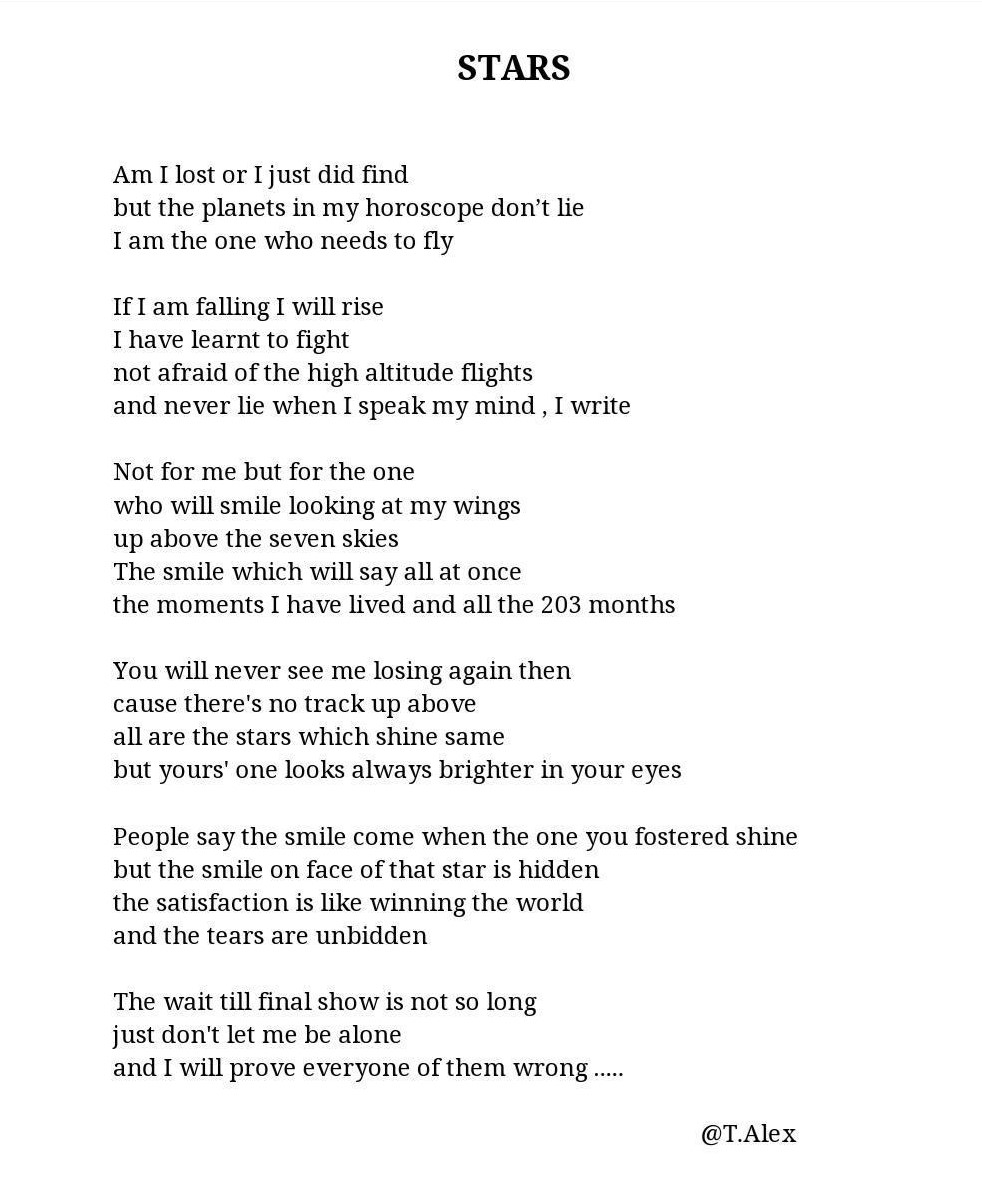 STARS
Am I lost or I just did find
but the planets in my horoscope don’t lie
I am the one who needs to fly
If I am falling I will rise
I have learnt to fight
not afraid of the high altitude flights
and never lie when I speak my mind , I write
Not for me but for the one
who will smile looking at my wings
up above the seven skies
The smile which will say all at once
the moments I have lived and all the 203 months
You will never see me losing again then
cause there's no track up above
all are the stars which shine same
but yours' one looks always brighter in your eyes
People say the smile come when the one you fostered shine
but the smile on face of that star is hidden
the satisfaction is like winning the world
and the tears are unbidden
The wait till final show is not so long
just don't let me be alone
and I will prove everyone of them wrong .....
@T.Alex